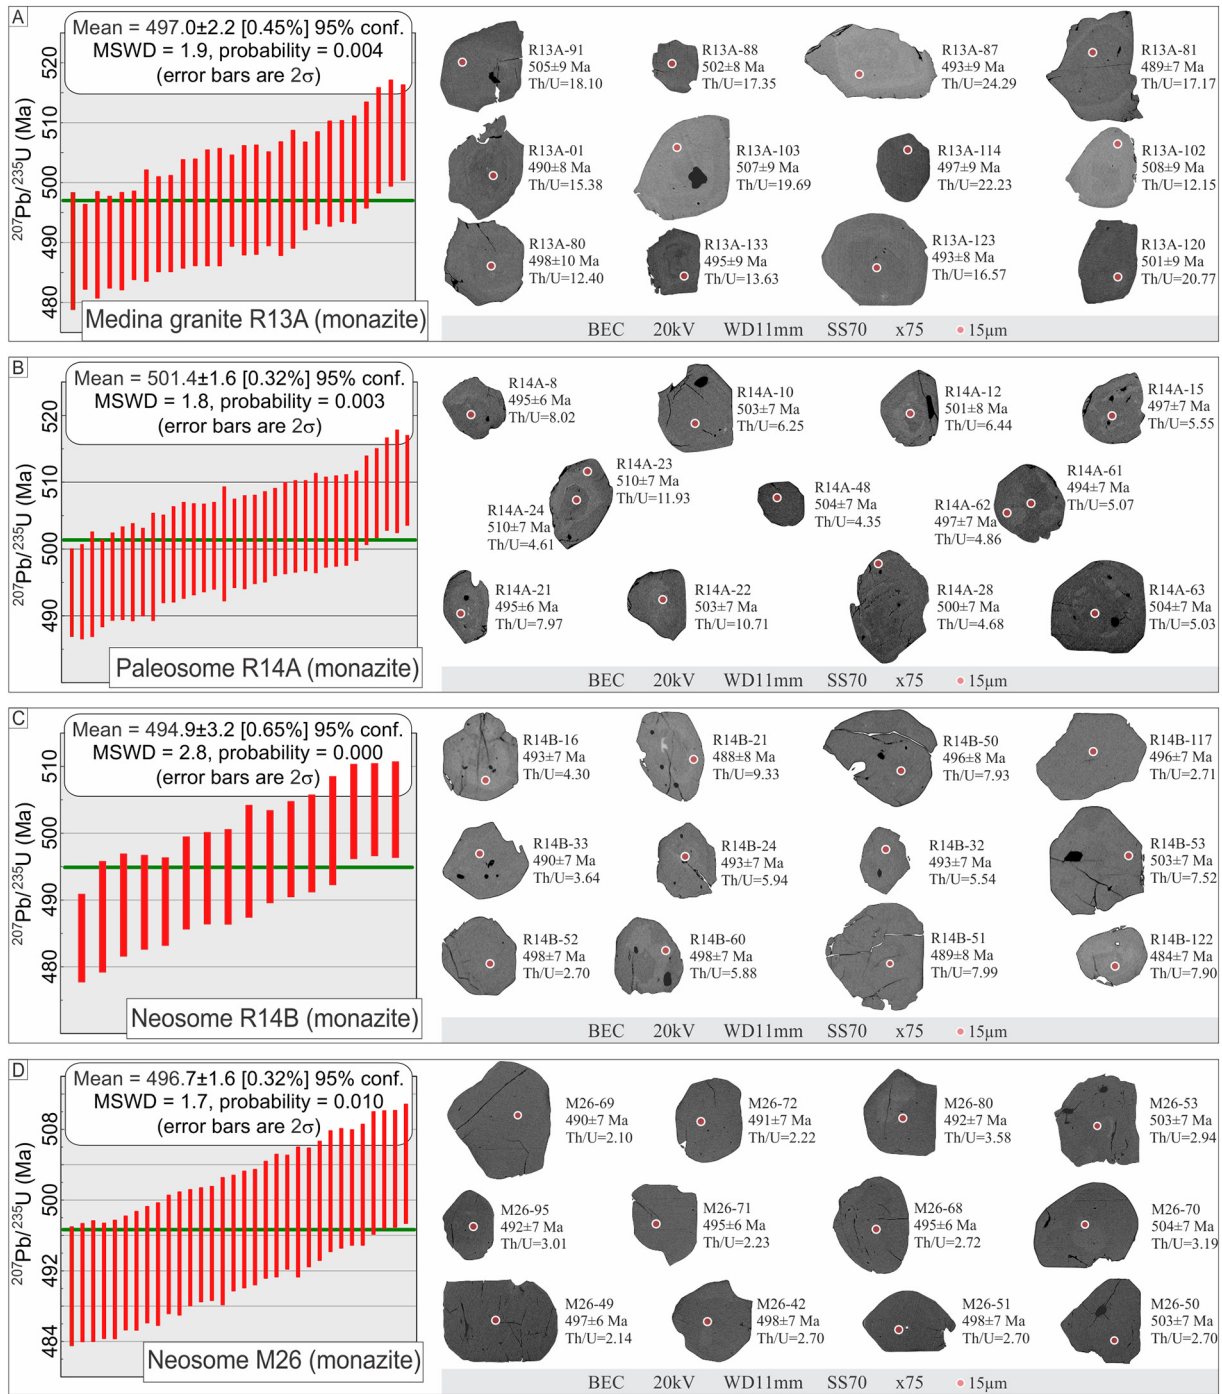 A
Mean = 497.0±2.2 [0.45%] 95% conf.
MSWD = 1.9, probability = 0.004
(error bars are 2σ)
207Pb/235U (Ma)
520
510
500
490
480
Medina granite R13A (monazite)
R13A-91
505±9 Ma
Th/U=18.10
R13A-88
502±8 Ma
Th/U=17.35
R13A-87
493±9 Ma
Th/U=24.29
R13A-81
489±7 Ma
Th/U=17.17
R13A-01
490±8 Ma
Th/U=15.38
R13A-103
507±9 Ma
Th/U=19.69
R13A-114
497±9 Ma
Th/U=22.23
R13A-102
508±9 Ma
Th/U=12.15
R13A-80
498±10 Ma
Th/U=12.40
R13A-133
495±9 Ma
Th/U=13.63
R13A-123
493±8 Ma
Th/U=16.57
R13A-120
501±9 Ma
Th/U=20.77
BEC 20kV WD11mm SS70 x75 15μm
B
Mean = 501.4±1.6 [0.32%] 95% conf.
MSWD = 1.8, probability = 0.003
(error bars are 2σ)
207Pb/235U (Ma)
520
510
500
490
Paleosome R14A (monazite)
R14A-8
495±6 Ma
Th/U=8.02
R14A-10
503±7 Ma
Th/U=6.25
R14A-12
501±8 Ma
Th/U=6.44
R14A-15
497±7 Ma
Th/U=5.55
R14A-23
510±7 Ma
Th/U=11.93
R14A-24
510±7 Ma
Th/U=4.61
R14A-48
504±7 Ma
Th/U=4.35
R14A-61
494±7 Ma
Th/U=5.07
R14A-62
497±7 Ma
Th/U=4.86
R14A-21
495±6 Ma
Th/U=7.97
R14A-22
503±7 Ma
Th/U=10.71
R14A-28
500±7 Ma
Th/U=4.68
R14A-63
504±7 Ma
Th/U=5.03
BEC 20kV WD11mm SS70 x75 15μm
C
Mean = 494.9±3.2 [0.65%] 95% conf.
MSWD = 2.8, probability = 0.000
(error bars are 2σ)
207Pb/235U (Ma)
510
500
490
480
Neosome R14B (monazite)
R14B-16
493±7 Ma
Th/U=4.30
R14B-21
488±8 Ma
Th/U=9.33
R14B-50
496±8 Ma
Th/U=7.93
R14B-117
496±7 Ma
Th/U=2.71
R14B-33
490±7 Ma
Th/U=3.64
R14B-24
493±7 Ma
Th/U=5.94
R14B-32
493±7 Ma
Th/U=5.54
R14B-53
503±7 Ma
Th/U=7.52
R14B-52
498±7 Ma
Th/U=2.70
R14B-60
498±7 Ma
Th/U=5.88
R14B-51
489±8 Ma
Th/U=7.99
R14B-122
484±7 Ma
Th/U=7.90
BEC 20kV WD11mm SS70 x75 15μm
D
Mean = 496.7±1.6 [0.32%] 95% conf.
MSWD = 1.7, probability = 0.010
(error bars are 2σ)
207Pb/235U (Ma)
508
500
492
484
Neosome M26 (monazite)
M26-69
490±7 Ma
Th/U=2.10
M26-72
491±7 Ma
Th/U=2.22
M26-80
492±7 Ma
Th/U=3.58
M26-53
503±7 Ma
Th/U=2.94
M26-95
492±7 Ma
Th/U=3.01
M26-71
495±6 Ma
Th/U=2.23
M26-68
495±6 Ma
Th/U=2.72
M26-70
504±7 Ma
Th/U=3.19
M26-49
497±6 Ma
Th/U=2.14
M26-42
498±7 Ma
Th/U=2.70
M26-51
498±7 Ma
Th/U=2.70
M26-50
503±7 Ma
Th/U=2.70
BEC 20kV WD11mm SS70 x75 15μm